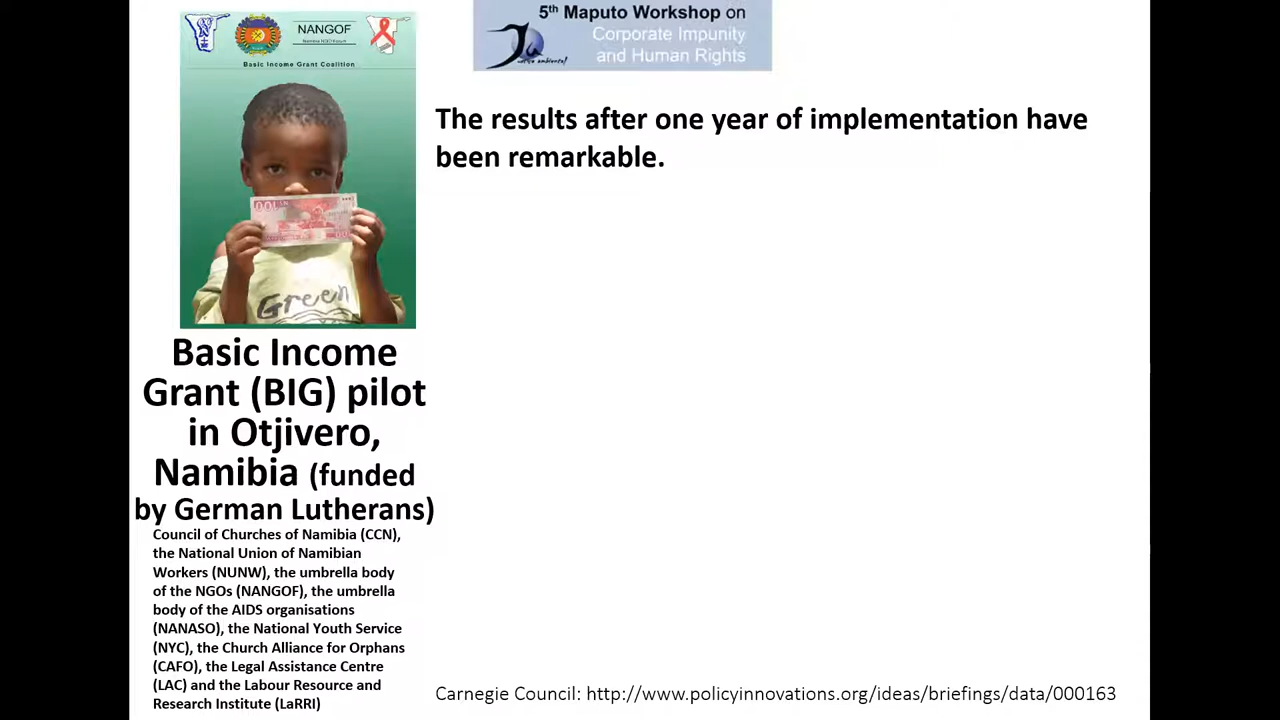 NANGOF
Basic Income Grant Coalition
Green
5th Maputo Workshop on
Corporate Impunity
and Human Rights
The results after one year of implementation have
been remarkable.
Basic Income
Grant (BIG) pilot
in Otjivero,
Namibia (funded
by German Lutherans)
Council of Churches of Namibia (CCN),
the National Union of Namibian
Workers (NUNW), the umbrella body
of the NGOs (NANGOF), the umbrella
body of the AIDS organisations
(NANASO), the National Youth Service
(NYC), the Church Alliance for Orphans
(CAFO), the Legal Assistance Centre
(LAC) and the Labour Resource and
Research Institute (LaRRI)
Carnegie Council: http://www.policyinnovations.org/ideas/briefings/data/000163